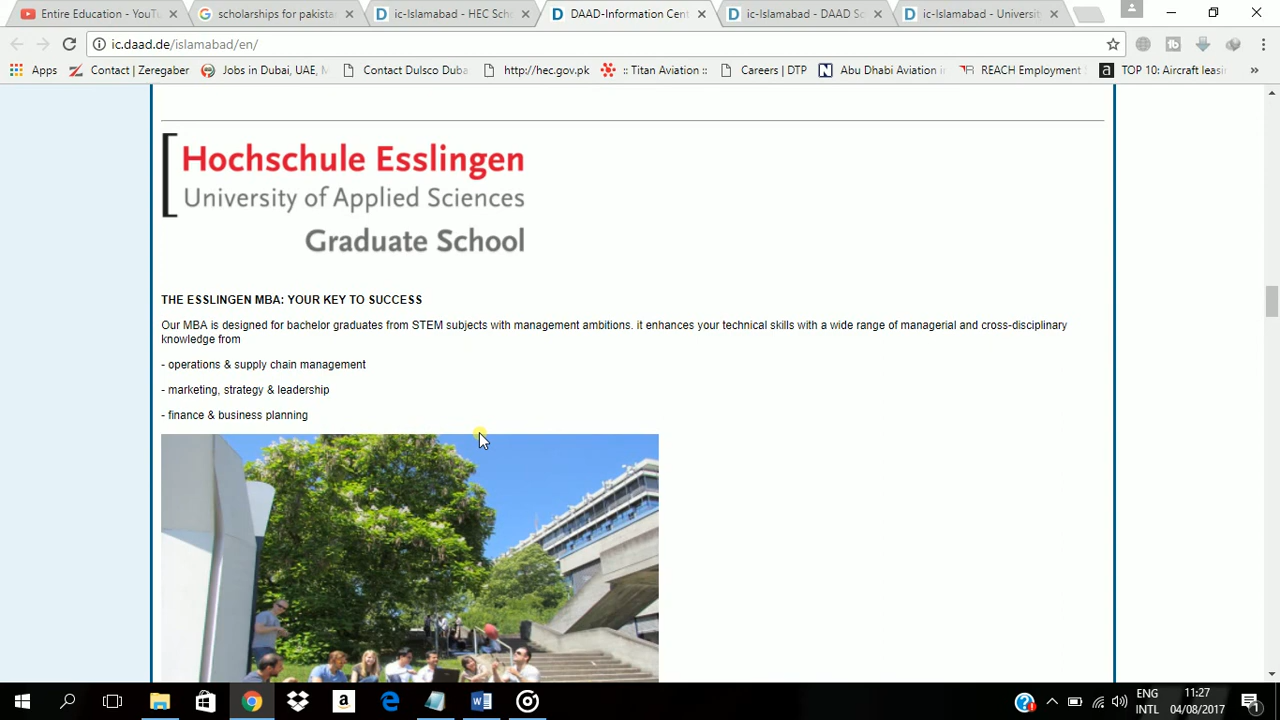 Entire Education - YouTu
scholarships for pakista
ic-Islamabad - HEC Scho
DAAD-Information Cent
ic-Islamabad - DAAD Sc
ic-Islamabad - Universit
ic.daad.de/islamabad/en/
Apps
Contact | Zeregaber
Jobs in Dubai, UAE, M
Contact Dulsco Duba
http://hec.gov.pk
:: Titan Aviation ::
Careers | DTP
Abu Dhabi Aviation i
REACH Employment
TOP 10: Aircraft leasi
Hochschule Esslingen
University of Applied Sciences
Graduate School
THE ESSLINGEN MBA: YOUR KEY TO SUCCESS
Our MBA is designed for bachelor graduates from STEM subjects with management ambitions. it enhances your technical skills with a wide range of managerial and cross-disciplinary
knowledge from
- operations & supply chain management
- marketing, strategy & leadership
- finance & business planning
ENG
INTL
11:27
04/08/2017